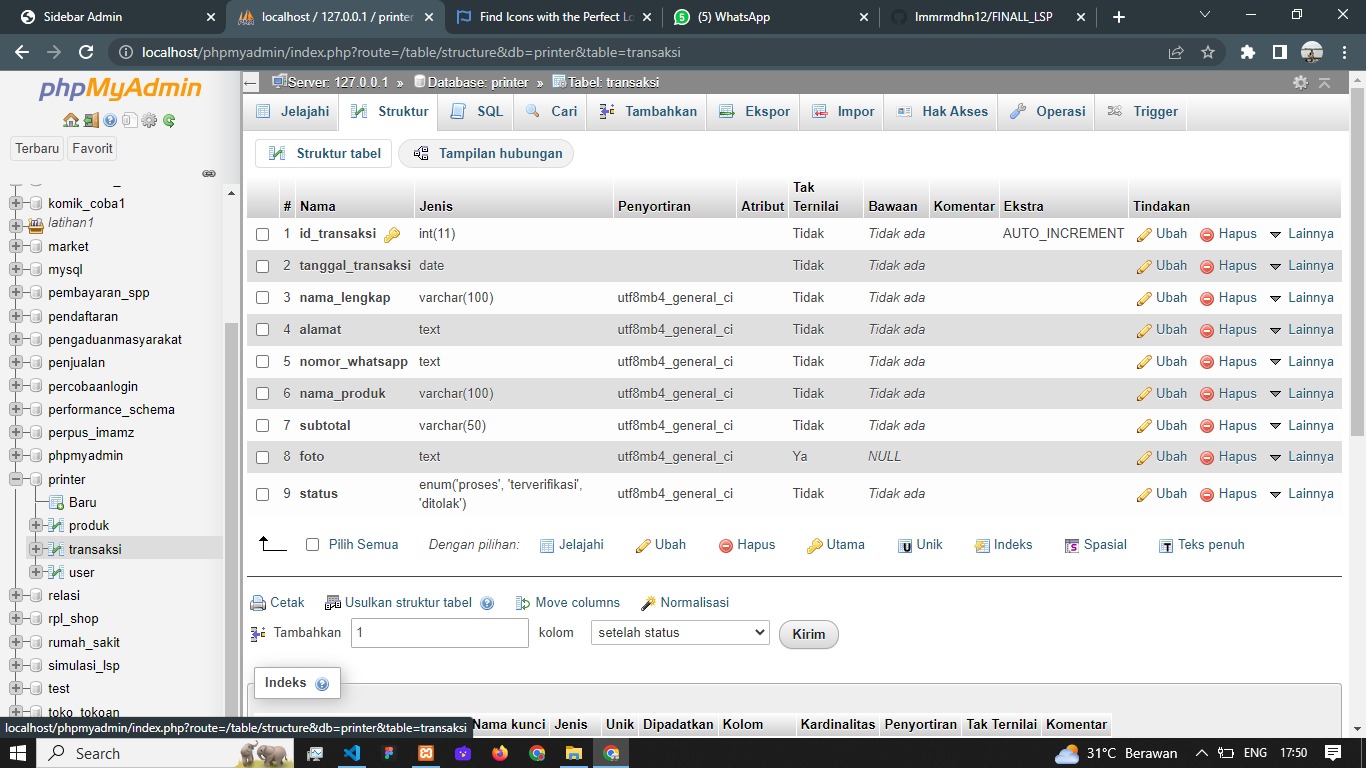 Sidebar Admin
localhost / 127.0.0.1 / printer
Find Icons with the Perfect Lo
(5) WhatsApp
Immrmdhn12/FINALL_LSP
localhost/phpmyadmin/index.php?route=/table/structure&db=printer&table=transaksi
phpMyAdmin
Terbaru Favorit
komik_coba1
latihan1
market
mysql
pembayaran_spp
pendaftaran
pengaduanmasyarakat
penjualan
percobaanlogin
performance_schema
perpus_imamz
phpmyadmin
printer
Baru
produk
transaksi
user
relasi
rpl_shop
rumah_sakit
simulasi_lsp
test
toko_tokoan
Server: 127.0.0.1 » Database: printer » Tabel: transaksi
Jelajahi Struktur SQL Cari Tambahkan Ekspor Impor Hak Akses Operasi Trigger
Struktur tabel Tampilan hubungan
# Nama Jenis Penyortiran Atribut Tak Ternilai Bawaan Komentar Ekstra Tindakan
1 id_transaksi int(11) Tidak Tidak ada AUTO_INCREMENT Ubah Hapus Lainnya
2 tanggal_transaksi date Tidak Tidak ada Ubah Hapus Lainnya
3 nama_lengkap varchar(100) utf8mb4_general_ci Tidak Tidak ada Ubah Hapus Lainnya
4 alamat text utf8mb4_general_ci Tidak Tidak ada Ubah Hapus Lainnya
5 nomor_whatsapp text utf8mb4_general_ci Tidak Tidak ada Ubah Hapus Lainnya
6 nama_produk varchar(100) utf8mb4_general_ci Tidak Tidak ada Ubah Hapus Lainnya
7 subtotal varchar(50) utf8mb4_general_ci Tidak Tidak ada Ubah Hapus Lainnya
8 foto text utf8mb4_general_ci Ya NULL Ubah Hapus Lainnya
9 status enum('proses', 'terverifikasi', 'ditolak') utf8mb4_general_ci Tidak Tidak ada Ubah Hapus Lainnya
Pilih Semua Dengan pilihan: Jelajahi Ubah Hapus Utama Unik Indeks Spasial Teks penuh
Cetak Usulkan struktur tabel Move columns Normalisasi
Tambahkan 1 kolom setelah status Kirim
Indeks
Nama kunci Jenis Unik Dipadatkan Kolom Kardinalitas Penyortiran Tak Ternilai Komentar
localhost/phpmyadmin/index.php?route=/table/structure&db=printer&table=transaksi
Search
31°C Berawan ENG 17:50